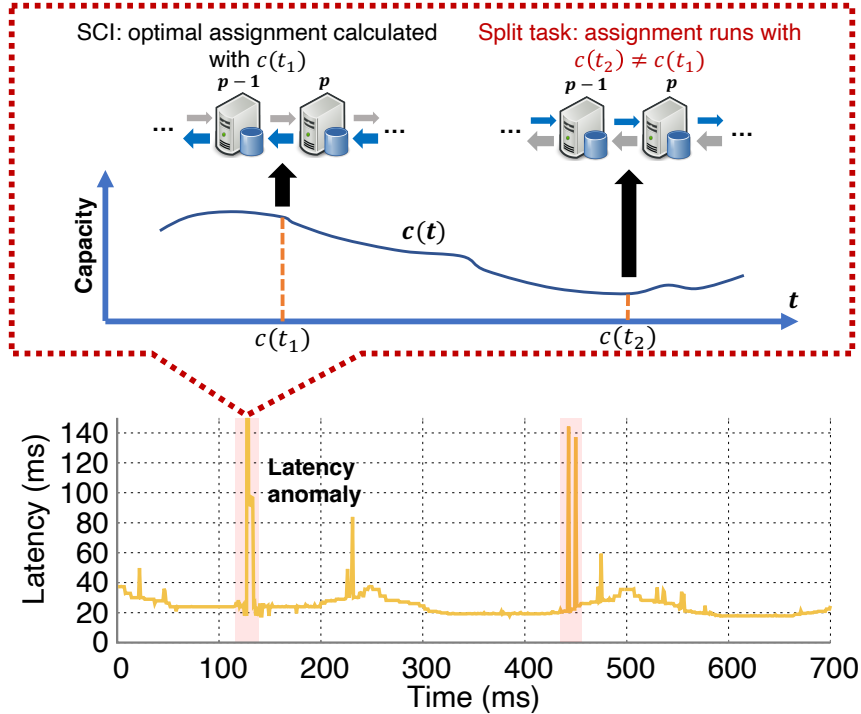 SCI: optimal assignment calculated
with c(t₁)
Split task: assignment runs with
c(t₂) ≠ c(t₁)
p − 1
p
p − 1
p
...
...
...
...
Capacity
c(t)
t
c(t₁)
c(t₂)
Latency (ms)
140
120
100
80
60
40
20
0
Latency
anomaly
0
100
200
300
400
500
600
700
Time (ms)